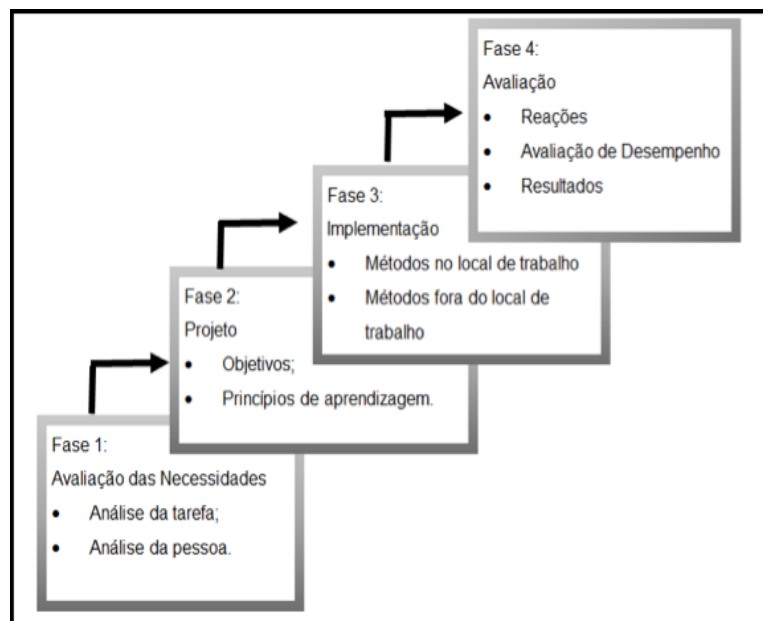 Fase 4:
Avaliação
• Reações
• Avaliação de Desempenho
• Resultados
Fase 3:
Implementação
• Métodos no local de trabalho
• Métodos fora do local de
trabalho
Fase 2:
Projeto
• Objetivos;
• Princípios de aprendizagem.
Fase 1:
Avaliação das Necessidades
• Análise da tarefa;
• Análise da pessoa.